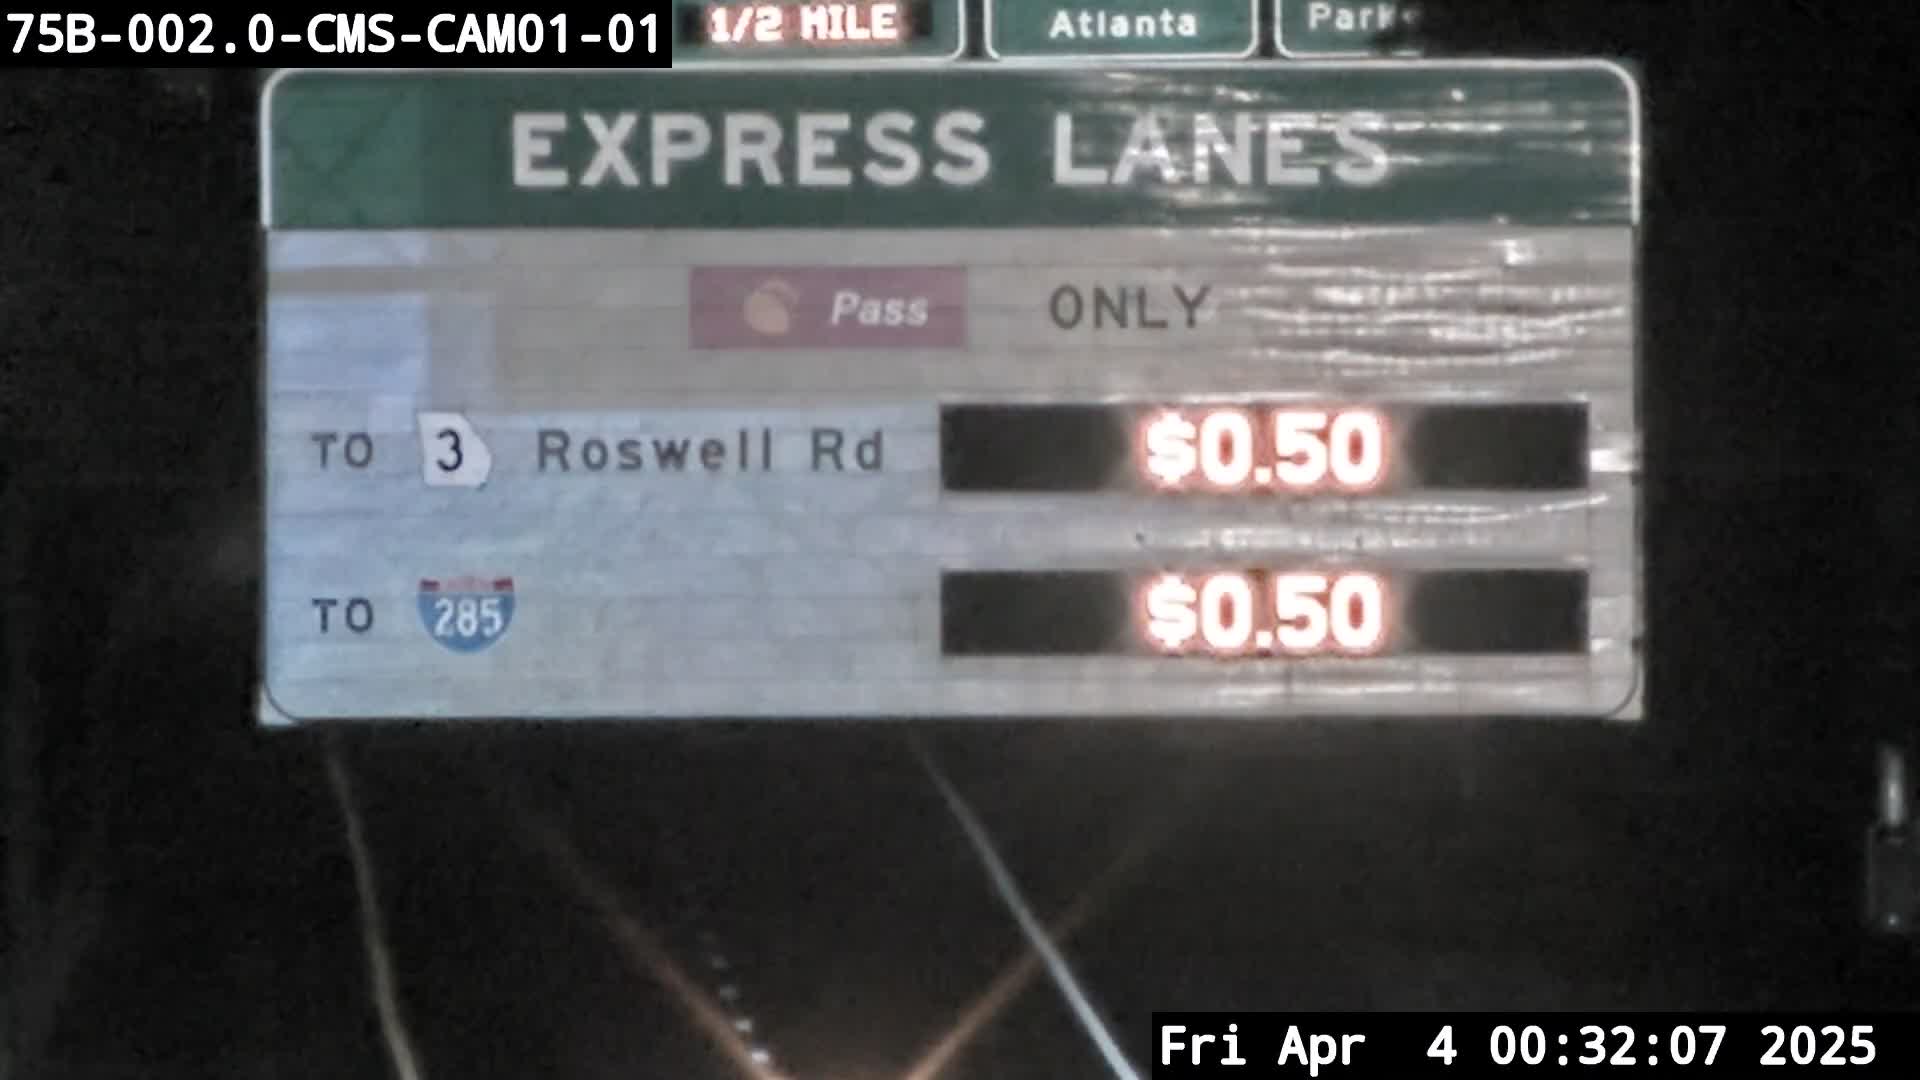 75B-002.0-CMS-CAM01-01
1/2 MILE
Atlanta
EXPRESS LANES
Pass ONLY
TO 3 Roswell Rd $0.50
TO 285 $0.50
Fri Apr 4 00:32:07 2025